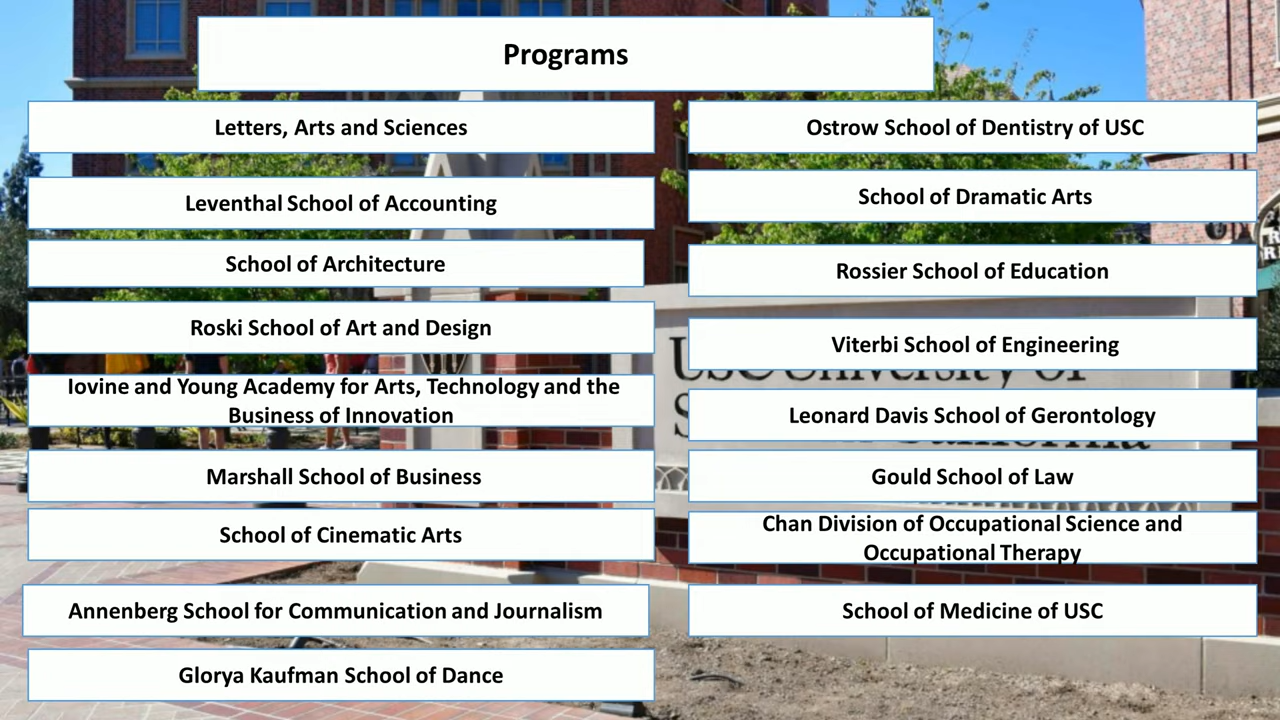 Programs
Letters, Arts and Sciences
Leventhal School of Accounting
School of Architecture
Roski School of Art and Design
Iovine and Young Academy for Arts, Technology and the
Business of Innovation
Marshall School of Business
School of Cinematic Arts
Annenberg School for Communication and Journalism
Glorya Kaufman School of Dance
Ostrow School of Dentistry of USC
School of Dramatic Arts
Rossier School of Education
Viterbi School of Engineering
Leonard Davis School of Gerontology
Gould School of Law
Chan Division of Occupational Science and
Occupational Therapy
School of Medicine of USC
USC University of
California